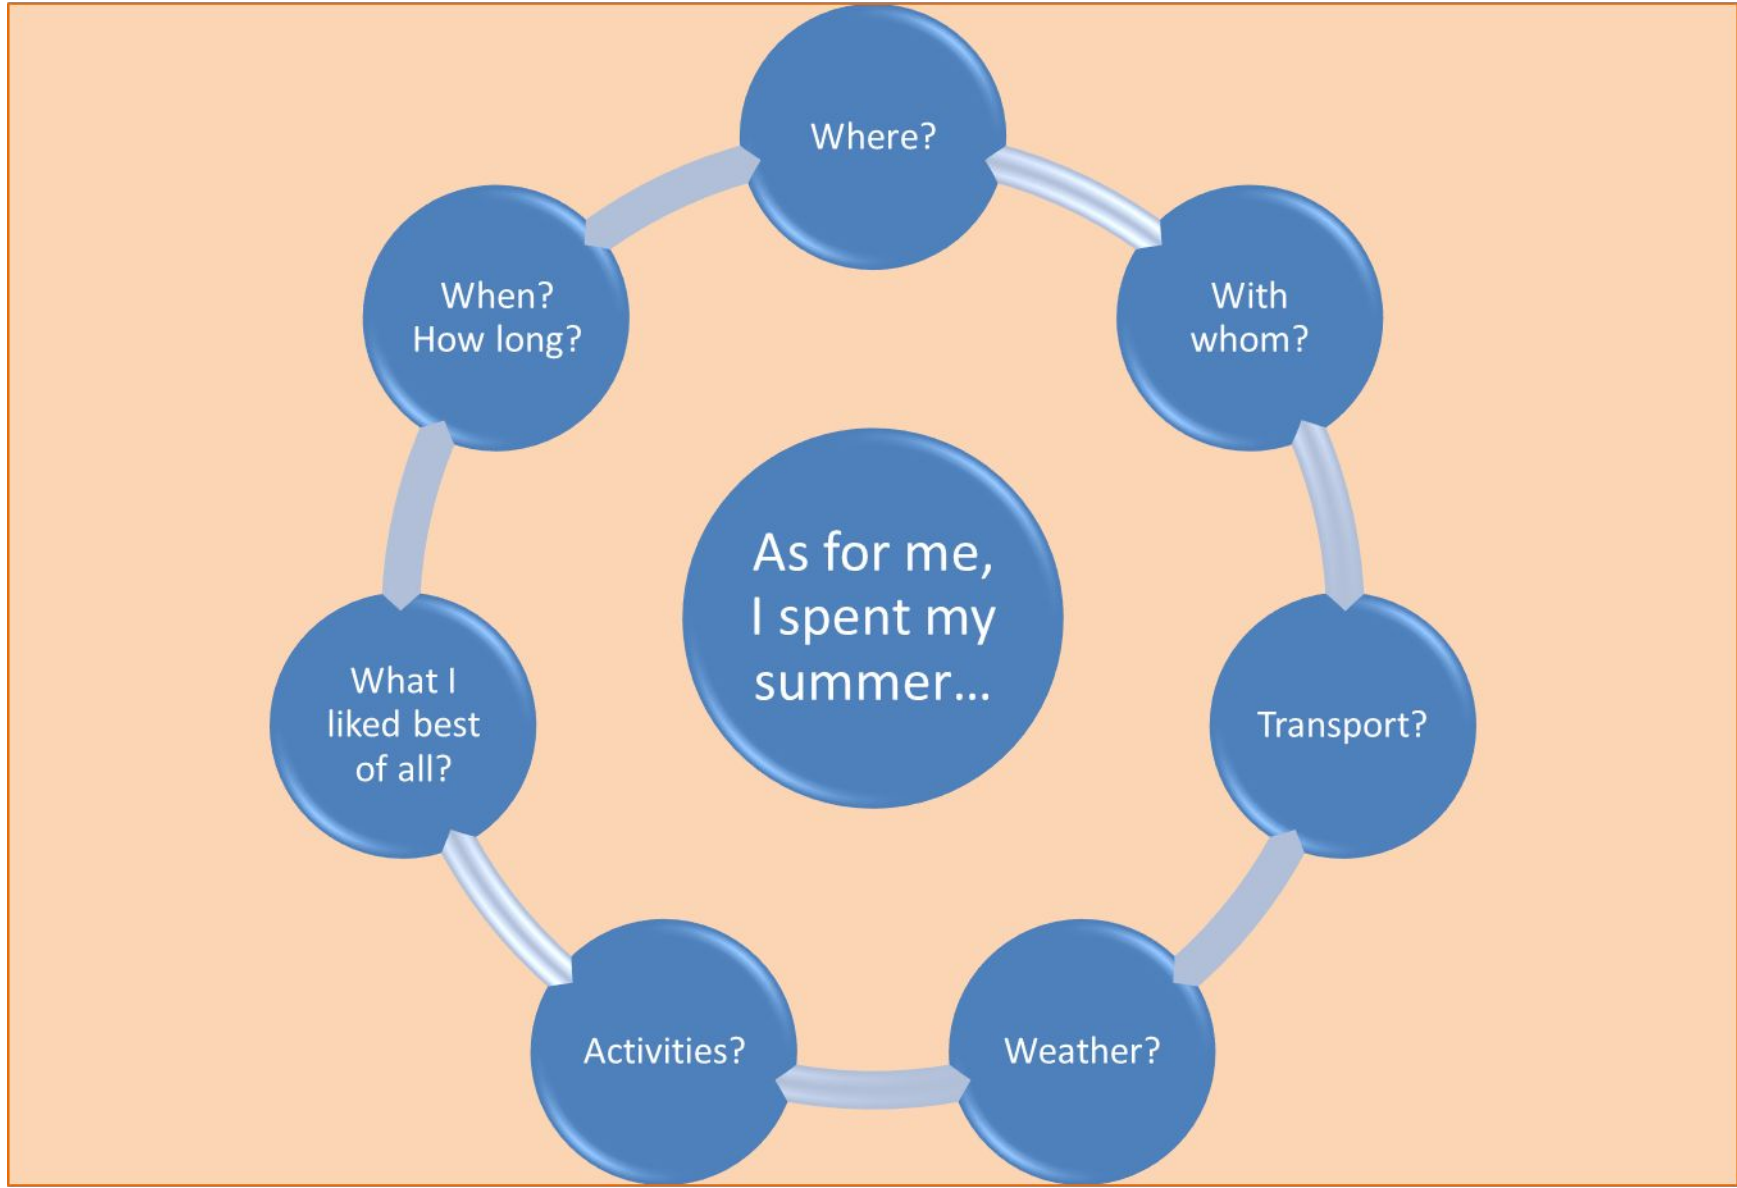 Where?
With
whom?
Transport?
Weather?
Activities?
What I
liked best
of all?
When?
How long?
As for me,
I spent my
summer...